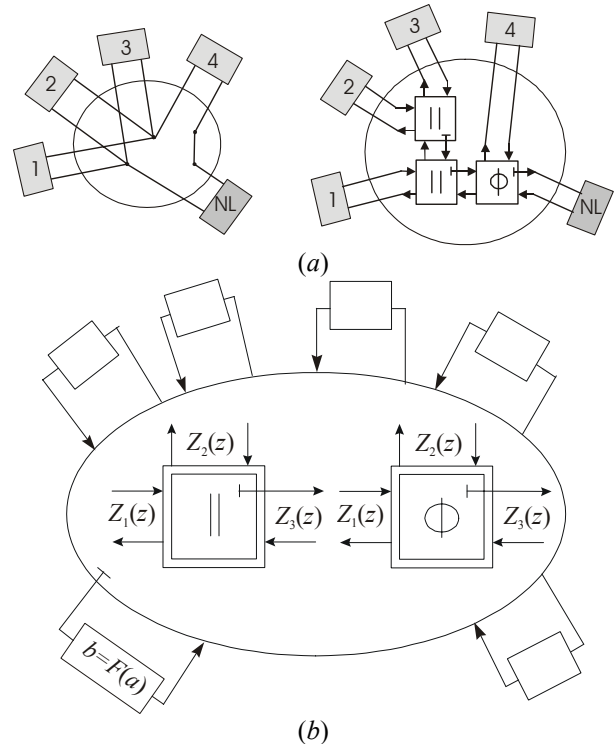 3
2
4
1
NL
3
4
2
||
||
ϕ
1
NL
(a)
Z₂(z)
Z₂(z)
Z₁(z)
||
Z₃(z)
Z₁(z)
ϕ
Z₃(z)
b=F(a)
(b)